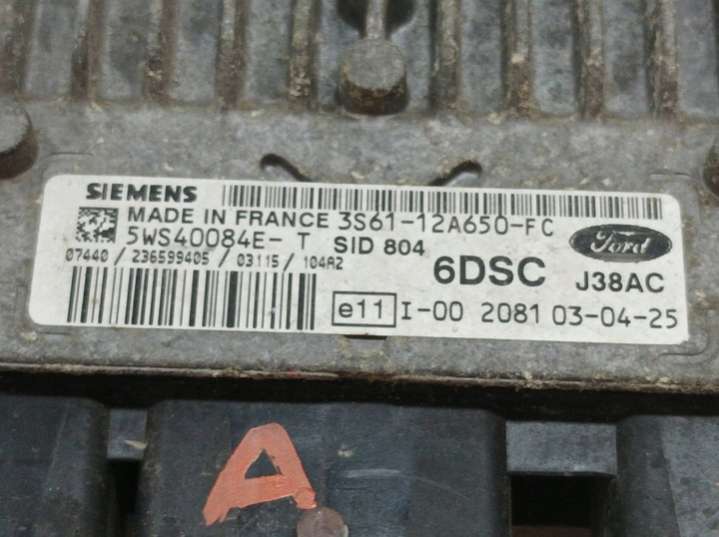 SIEMENS
MADE IN FRANCE 3S61-12A650-FC
5WS40084E- T SID 804
Ford
07440 / 236599405 / 03115 / 104A2
6DSC J38AC
e11 I-00 2081 03-04-25
A